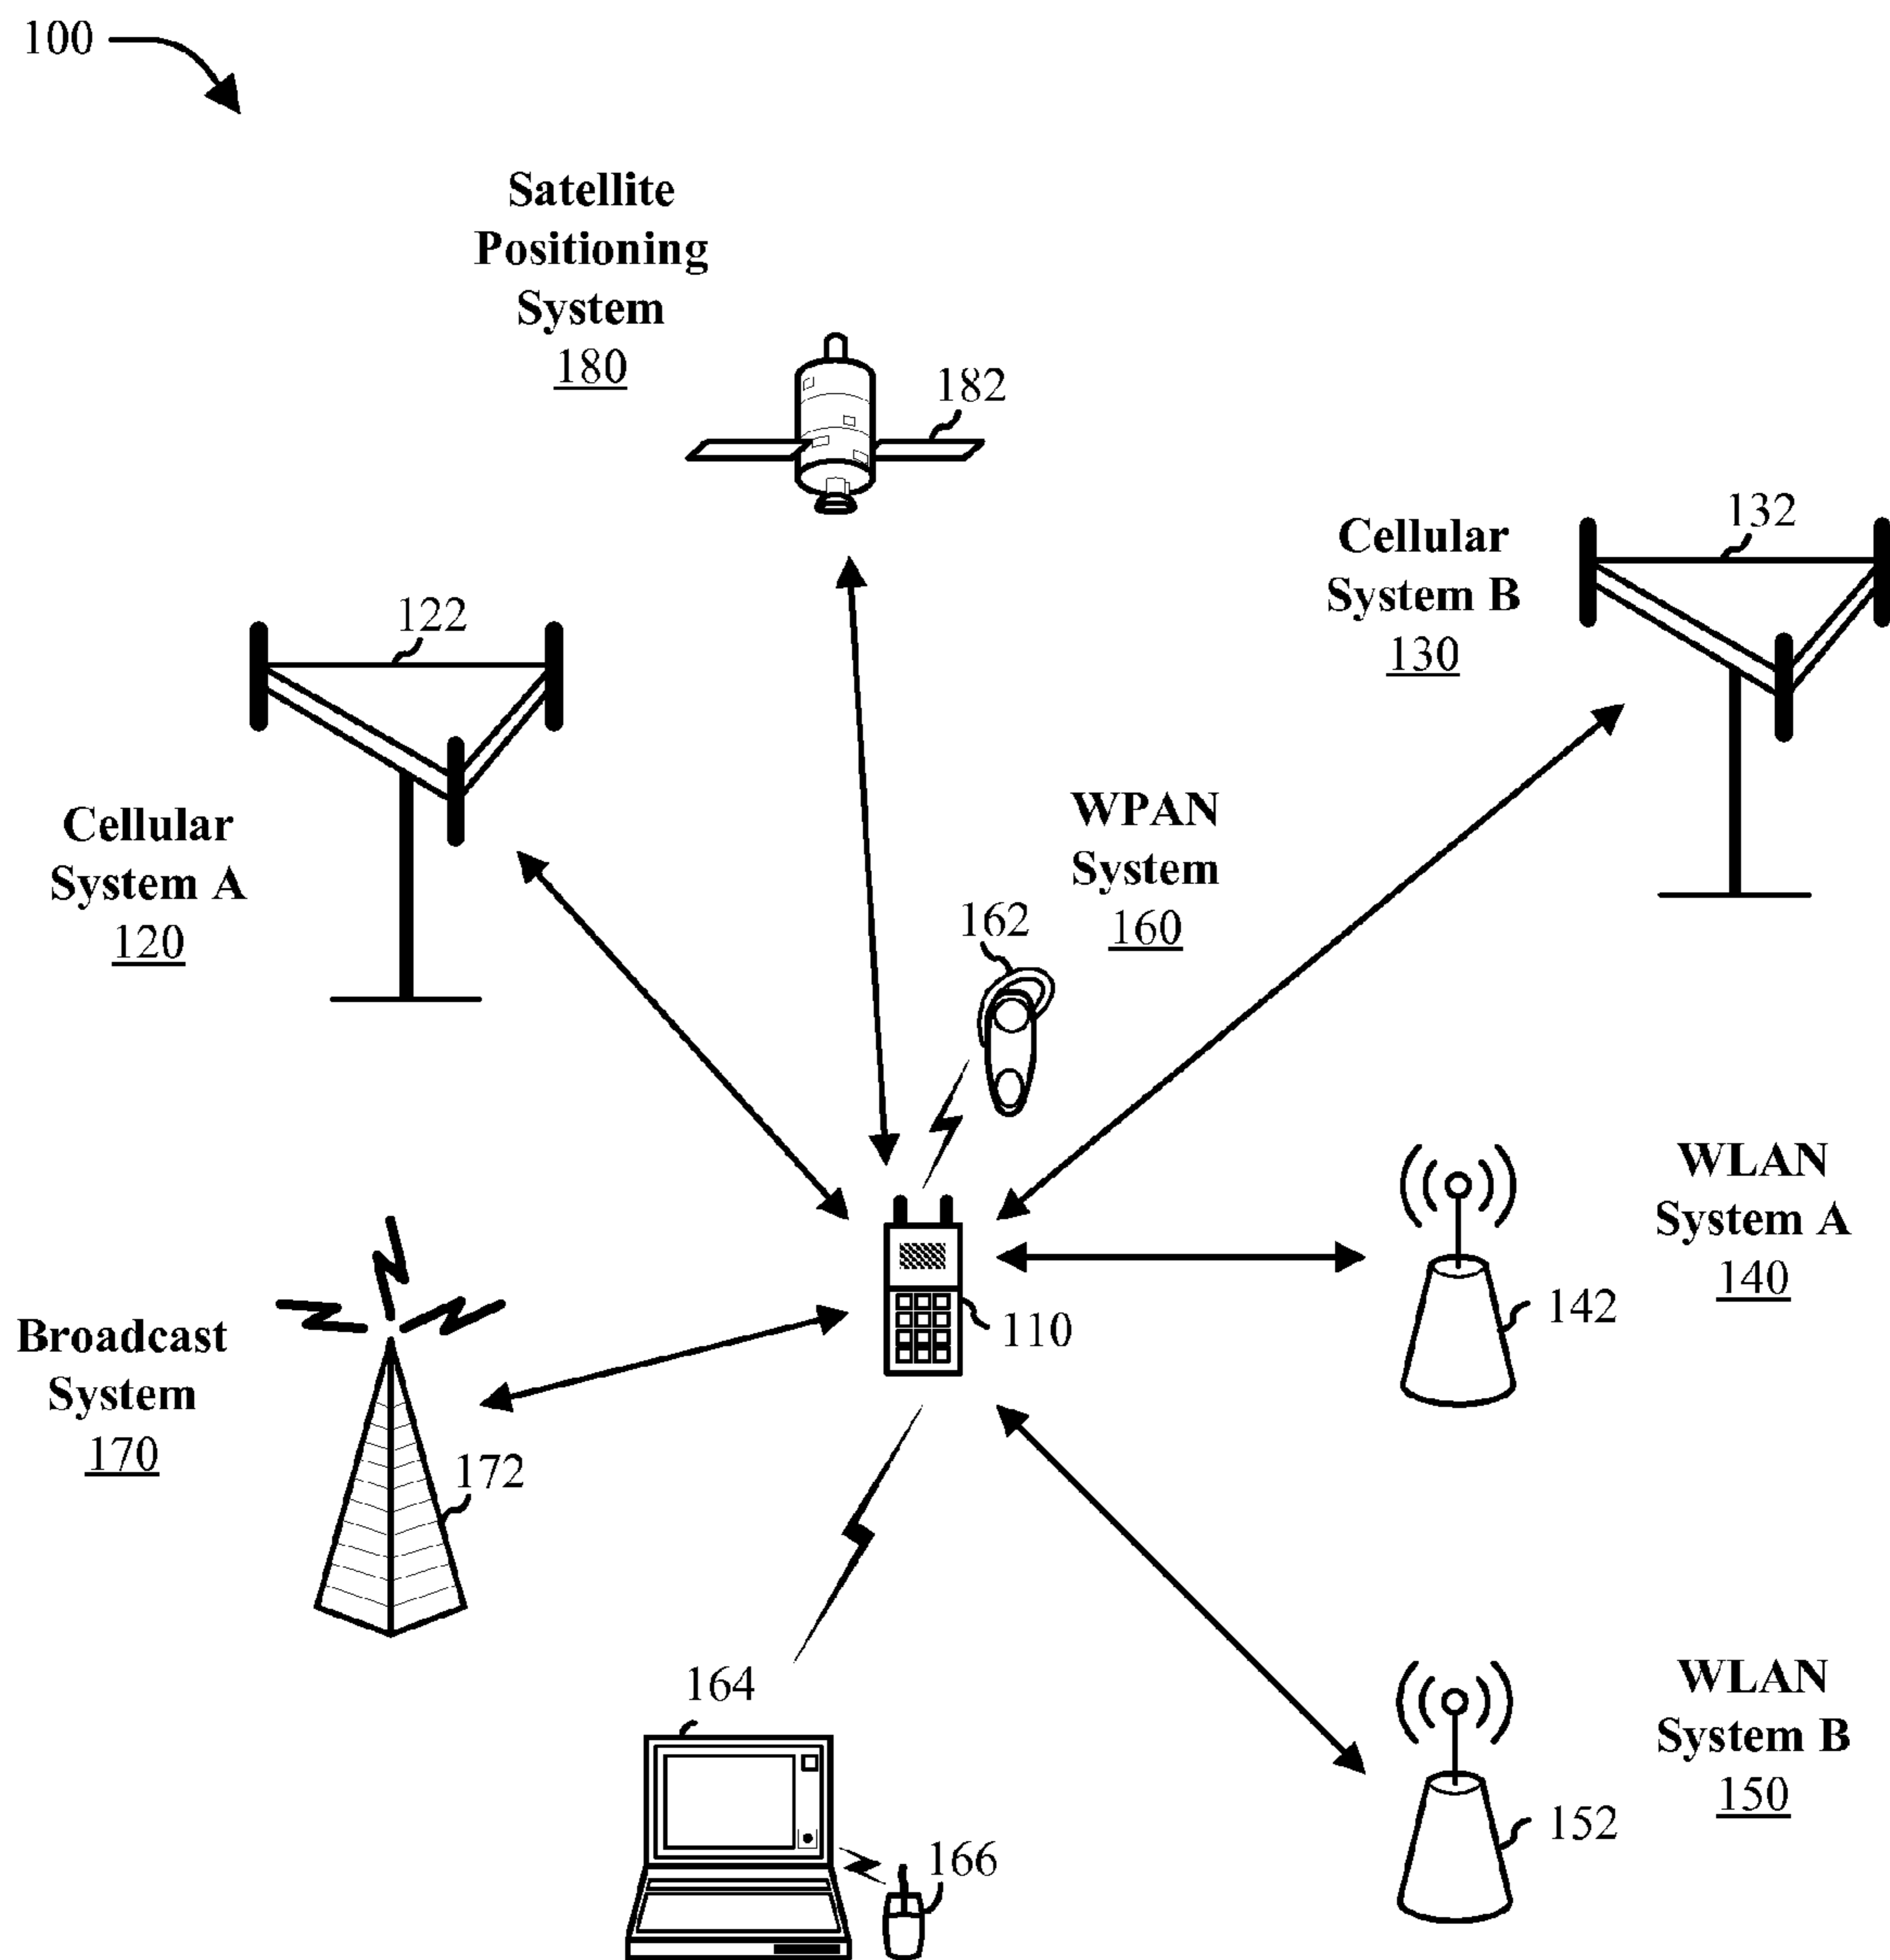 100
Satellite
Positioning
System
180
182
Cellular
System B
130
132
122
Cellular
System A
120
WPAN
System
160
162
WLAN
System A
140
142
110
Broadcast
System
170
172
164
166
WLAN
System B
150
152